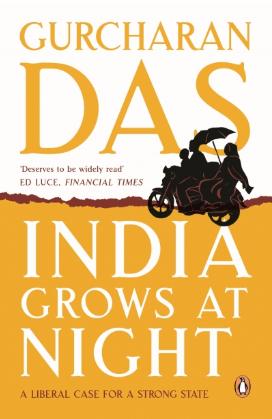 GURCHARAN
DAS
'Deserves to be widely read'
ED LUCE, FINANCIAL TIMES
INDIA
GROWS AT
NIGHT
A LIBERAL CASE FOR A STRONG STATE